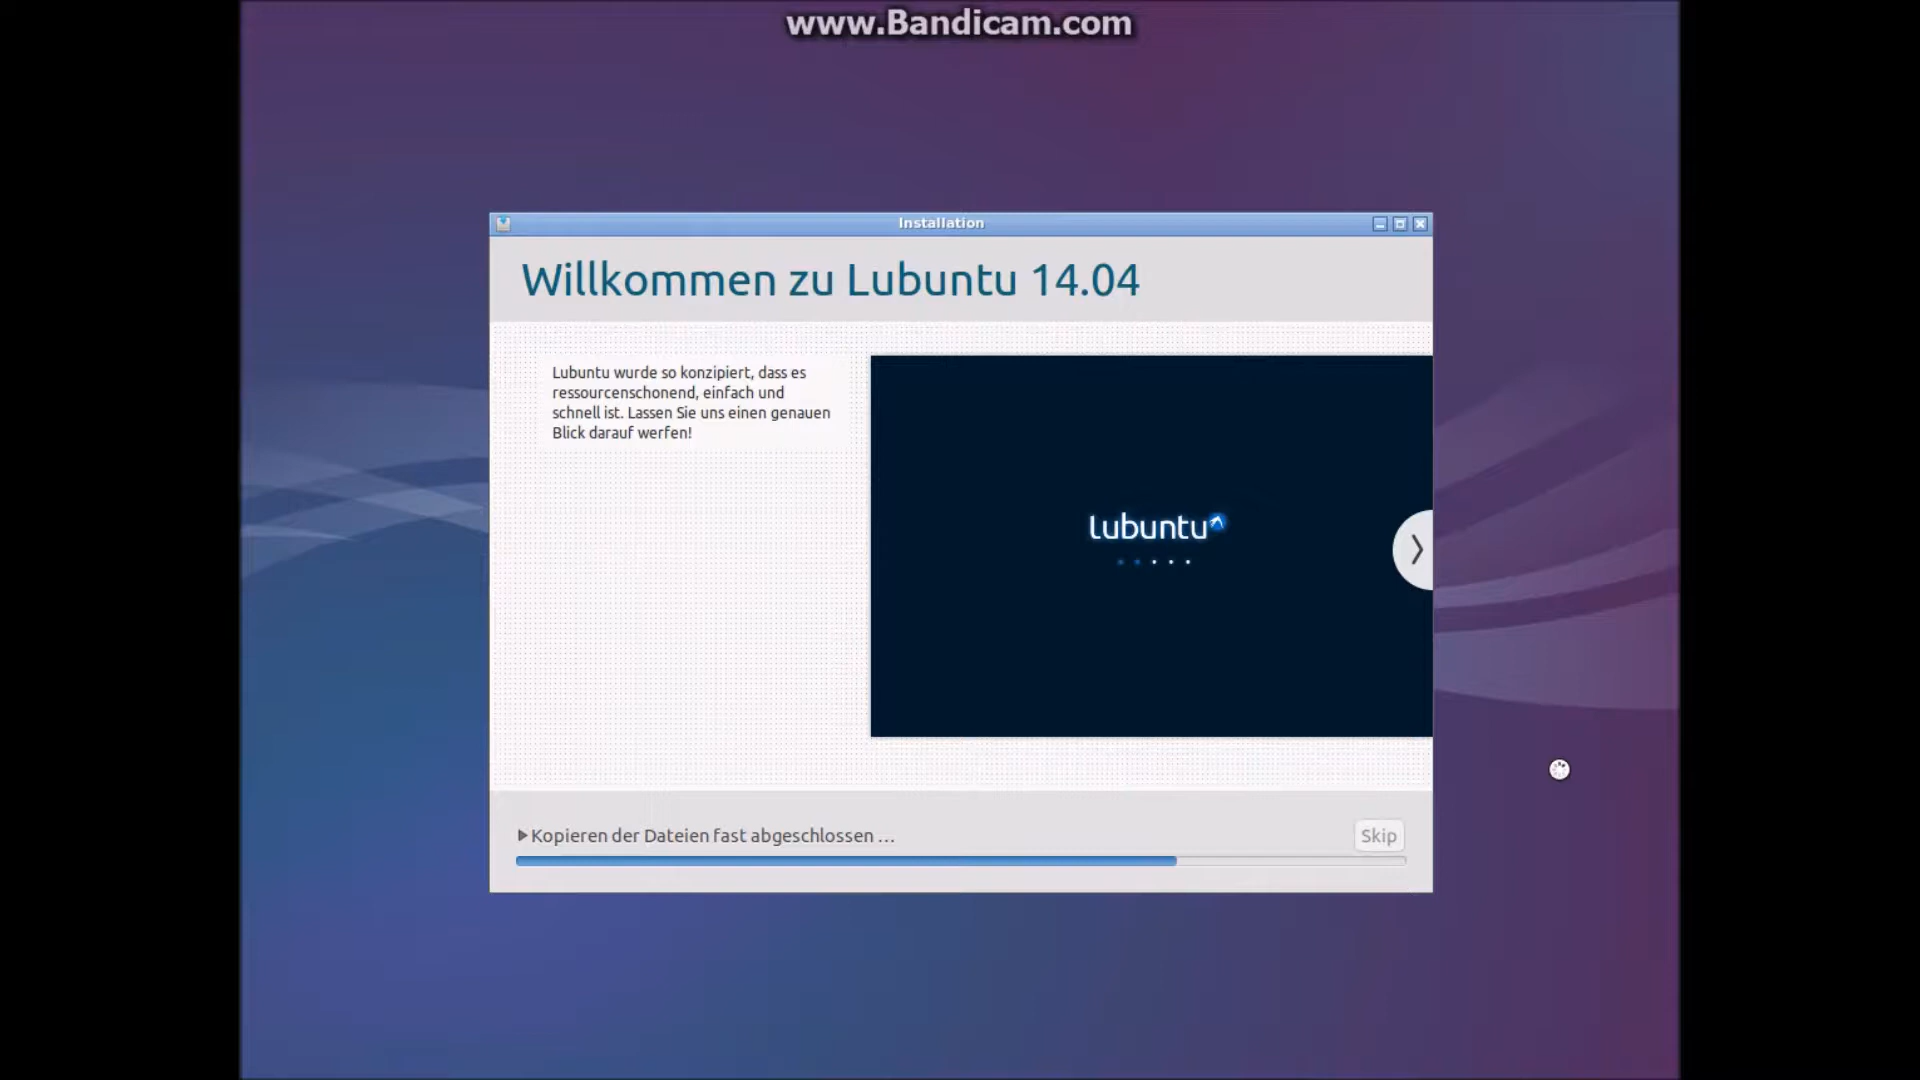 www.Bandicam.com
Installation
Willkommen zu Lubuntu 14.04
Lubuntu wurde so konzipiert, dass es
ressourcenschonend, einfach und
schnell ist. Lassen Sie uns einen genauen
Blick darauf werfen!
lubuntu
Kopieren der Dateien fast abgeschlossen …
Skip